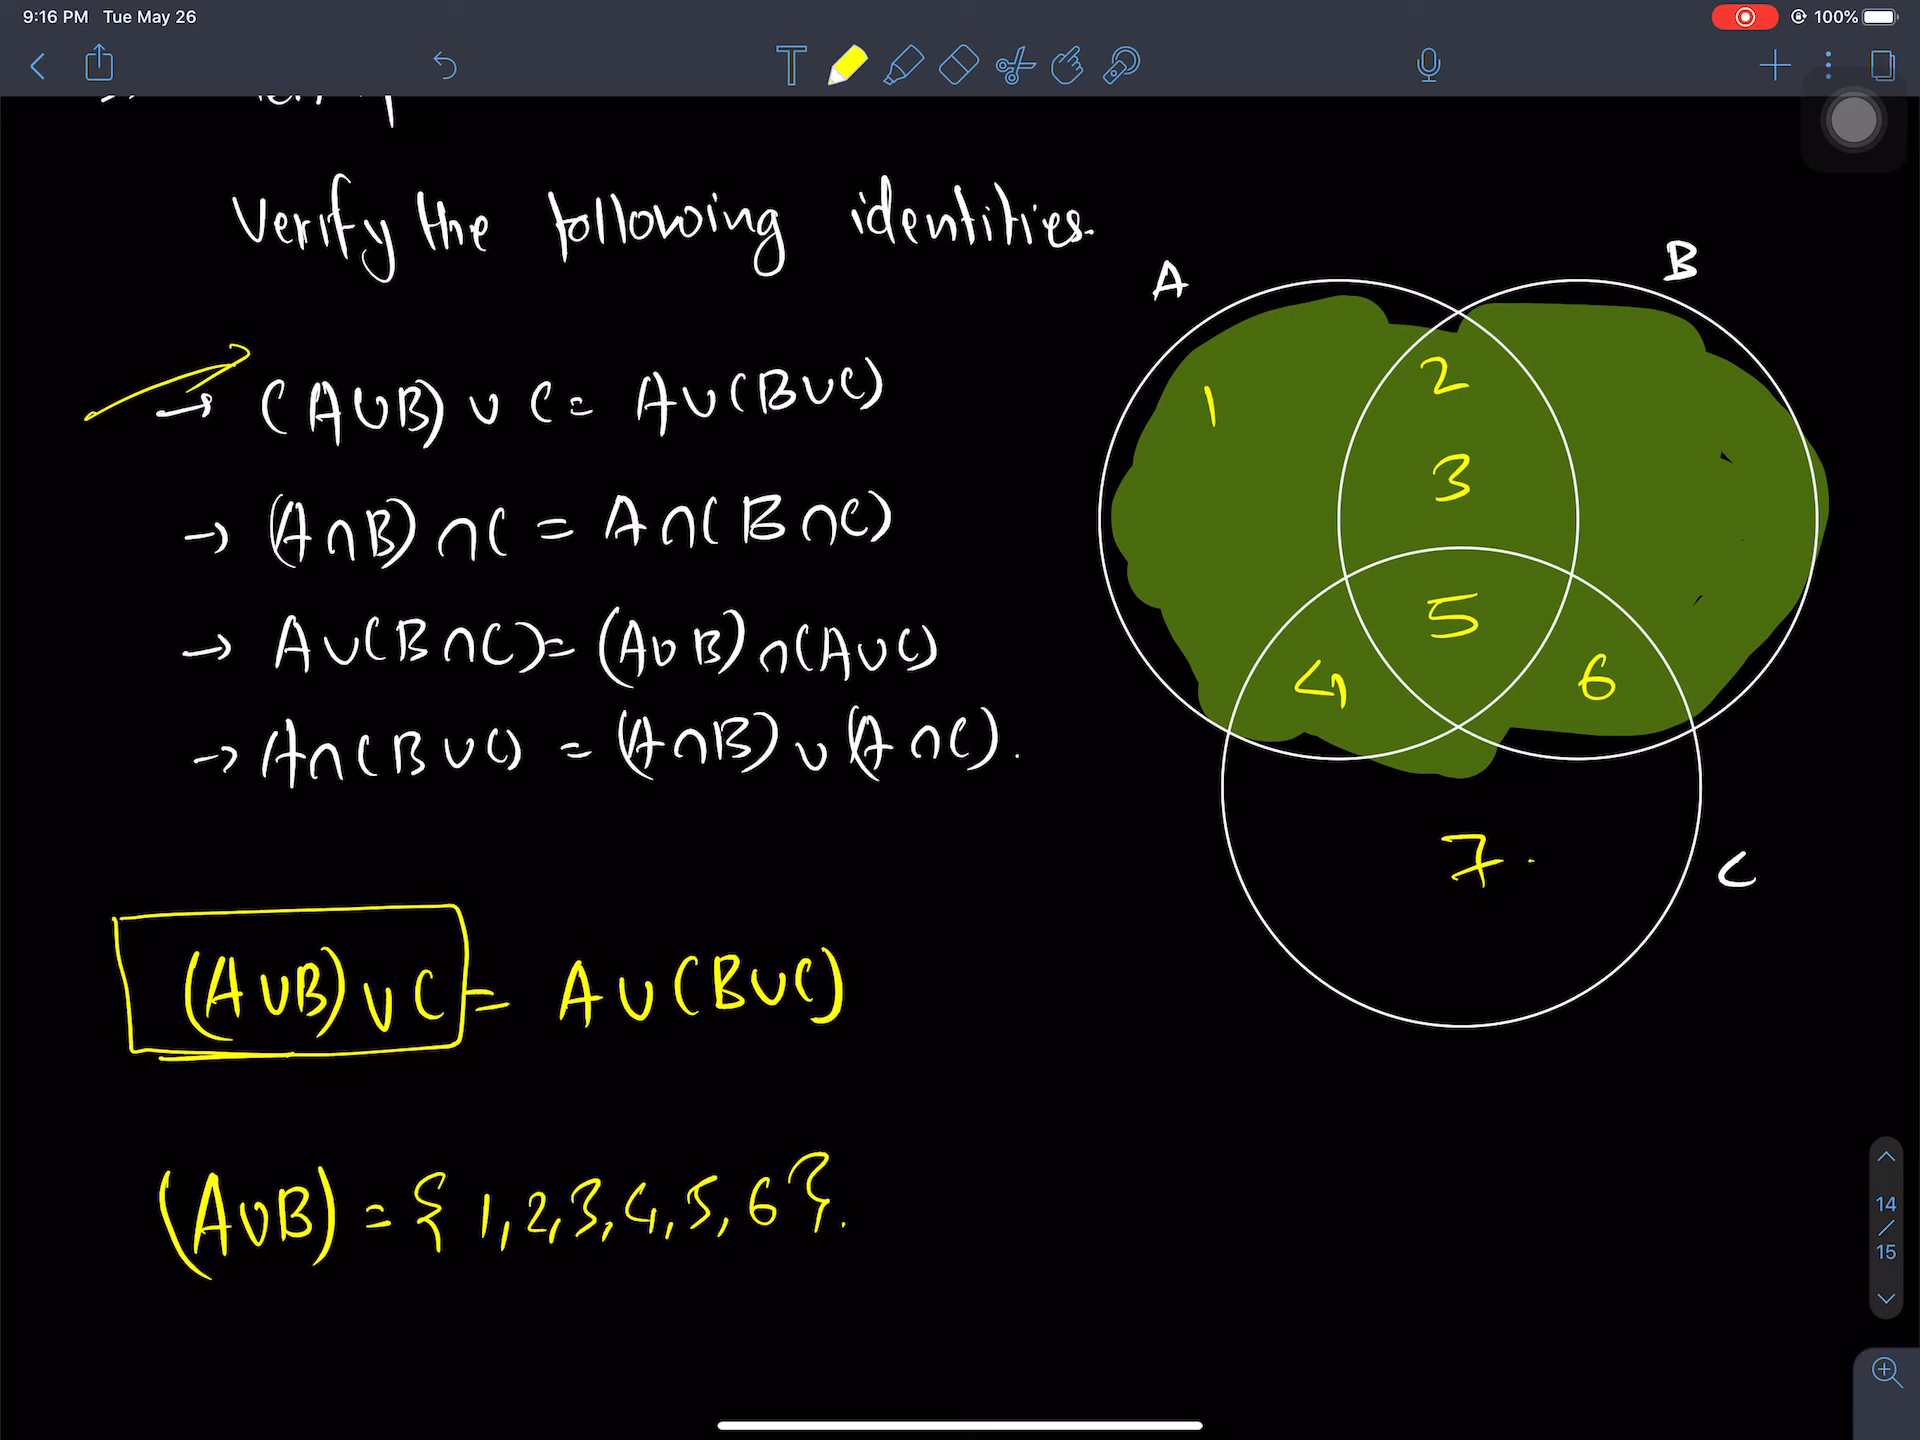 9:16 PM Tue May 26
100%
Verify the following identities.
→ (A∪B) ∪ C = A∪(B∪C)
→ (A∩B) ∩C = A∩(B∩C)
→ A∪(B∩C) = (A∪B) ∩(A∪C)
→ A∩(B∪C) = (A∩B) ∪ (A∩C).
A
B
1
2
3
5
4
6
7.
C
(A∪B) ∪ C = A∪(B∪C)
(A∪B) = { 1,2,3,4,5,6 }.
14
/
15